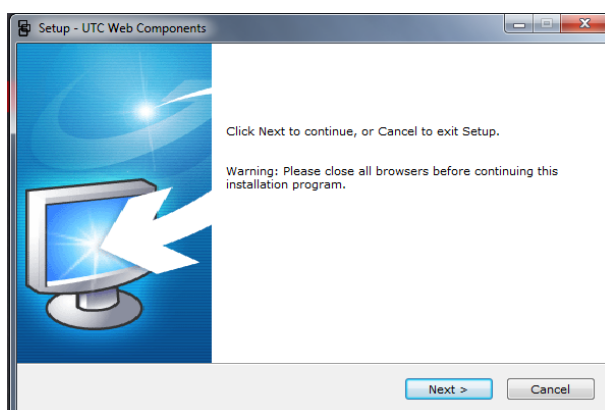 Setup - UTC Web Components
Click Next to continue, or Cancel to exit Setup.
Warning: Please close all browsers before continuing this
installation program.
Next >
Cancel